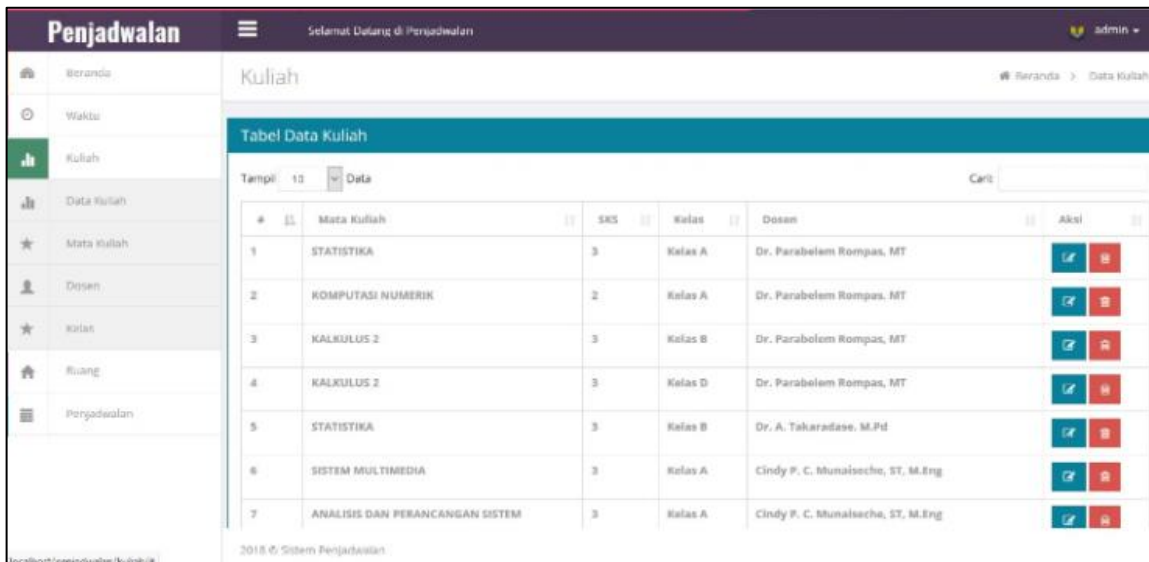 Penjadwalan
Selamat Datang di Penjadwalan
admin
Beranda
Waktu
Kuliah
Data Kuliah
Mata Kuliah
Dosen
Kelas
Ruang
Penjadwalan
Kuliah
Beranda > Data Kuliah
Tabel Data Kuliah
Tampil 10 Data
Cari:
# Mata Kuliah SKS Kelas Dosen Aksi
1 STATISTIKA 3 Kelas A Dr. Parabelem Rompas, MT
2 KOMPUTASI NUMERIK 2 Kelas A Dr. Parabelem Rompas, MT
3 KALKULUS 2 3 Kelas B Dr. Parabelem Rompas, MT
4 KALKULUS 2 3 Kelas D Dr. Parabelem Rompas, MT
5 STATISTIKA 3 Kelas B Dr. A. Takaradase. M.Pd
6 SISTEM MULTIMEDIA 3 Kelas A Cindy P. C. Munaiseche, ST, M.Eng
7 ANALISIS DAN PERANCANGAN SISTEM 3 Kelas A Cindy P. C. Munaiseche, ST, M.Eng
2018 © Sistem Penjadwalan
localhost/penjadwalan/kuliah/#